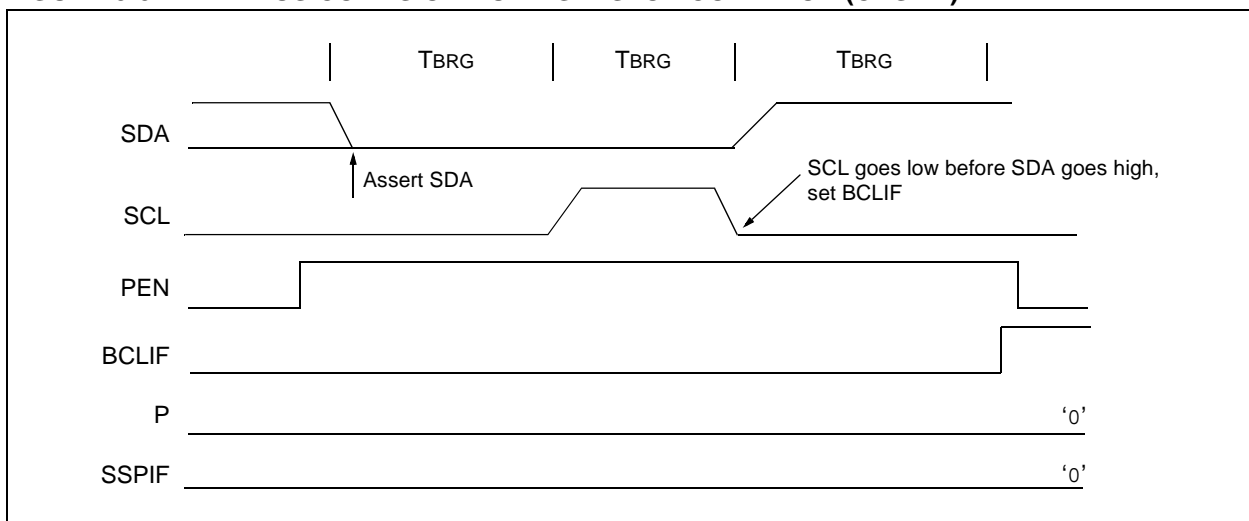 TBRG TBRG TBRG
SDA
Assert SDA
SCL goes low before SDA goes high,
set BCLIF
SCL
PEN
BCLIF
P '0'
SSPIF '0'